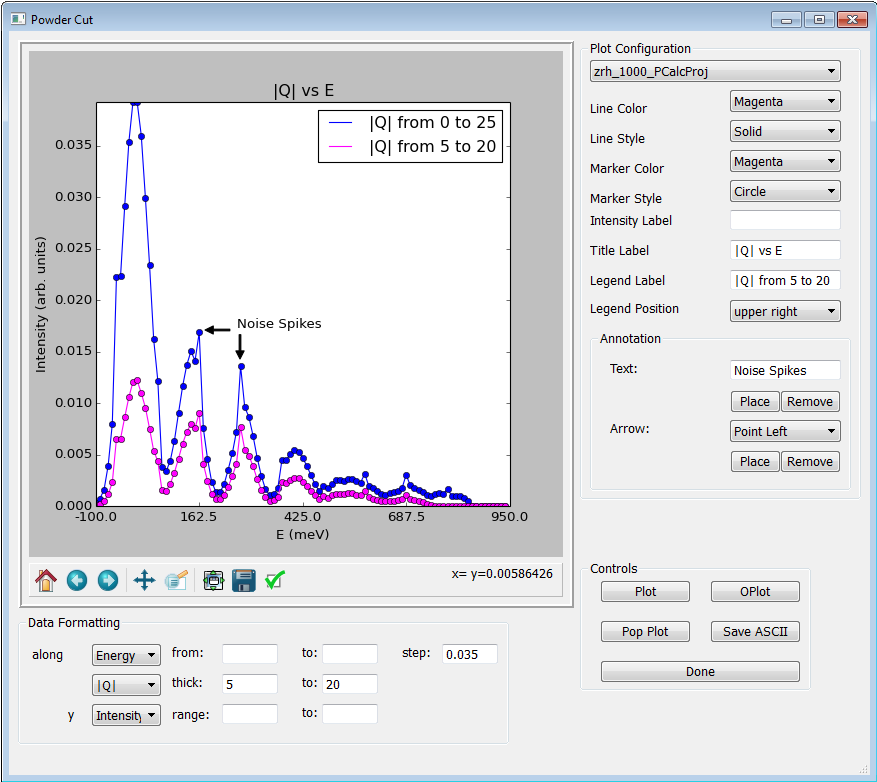 Powder Cut
|Q| vs E
|Q| from 0 to 25
|Q| from 5 to 20
Noise Spikes
Intensity (arb. units)
0.035
0.030
0.025
0.020
0.015
0.010
0.005
0.000
-100.0 162.5 425.0 687.5 950.0
E (meV)
x= y=0.00586426
Data Formatting
along Energy from: to: step: 0.035
|Q| thick: 5 to: 20
y Intensity range: to:
Plot Configuration
zrh_1000_PCalcProj
Line Color Magenta
Line Style Solid
Marker Color Magenta
Marker Style Circle
Intensity Label
Title Label |Q| vs E
Legend Label |Q| from 5 to 20
Legend Position upper right
Annotation
Text: Noise Spikes
Place Remove
Arrow: Point Left
Place Remove
Controls
Plot OPlot
Pop Plot Save ASCII
Done